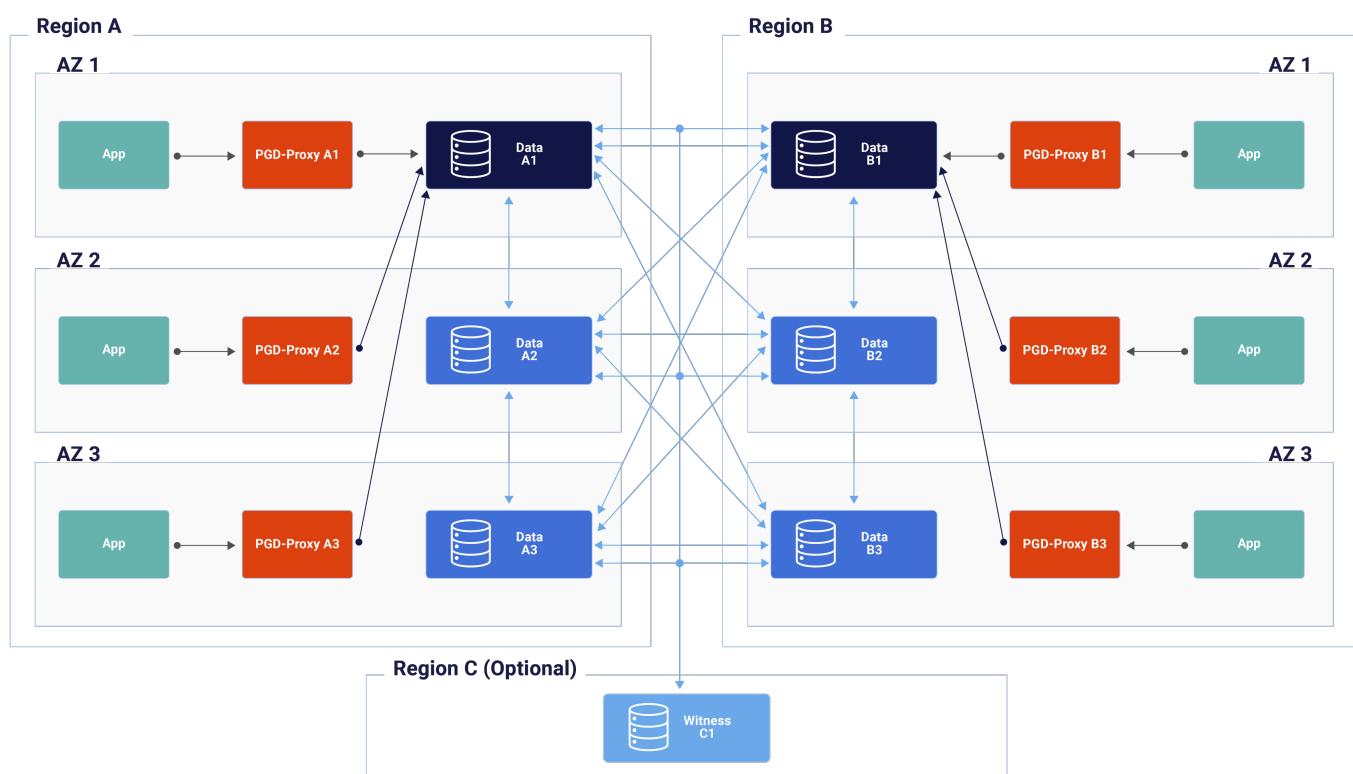 Region A
Region B
AZ 1
AZ 1
App
PGD-Proxy A1
Data
A1
Data
B1
PGD-Proxy B1
App
AZ 2
AZ 2
App
PGD-Proxy A2
Data
A2
Data
B2
PGD-Proxy B2
App
AZ 3
AZ 3
App
PGD-Proxy A3
Data
A3
Data
B3
PGD-Proxy B3
App
Region C (Optional)
Witness
C1